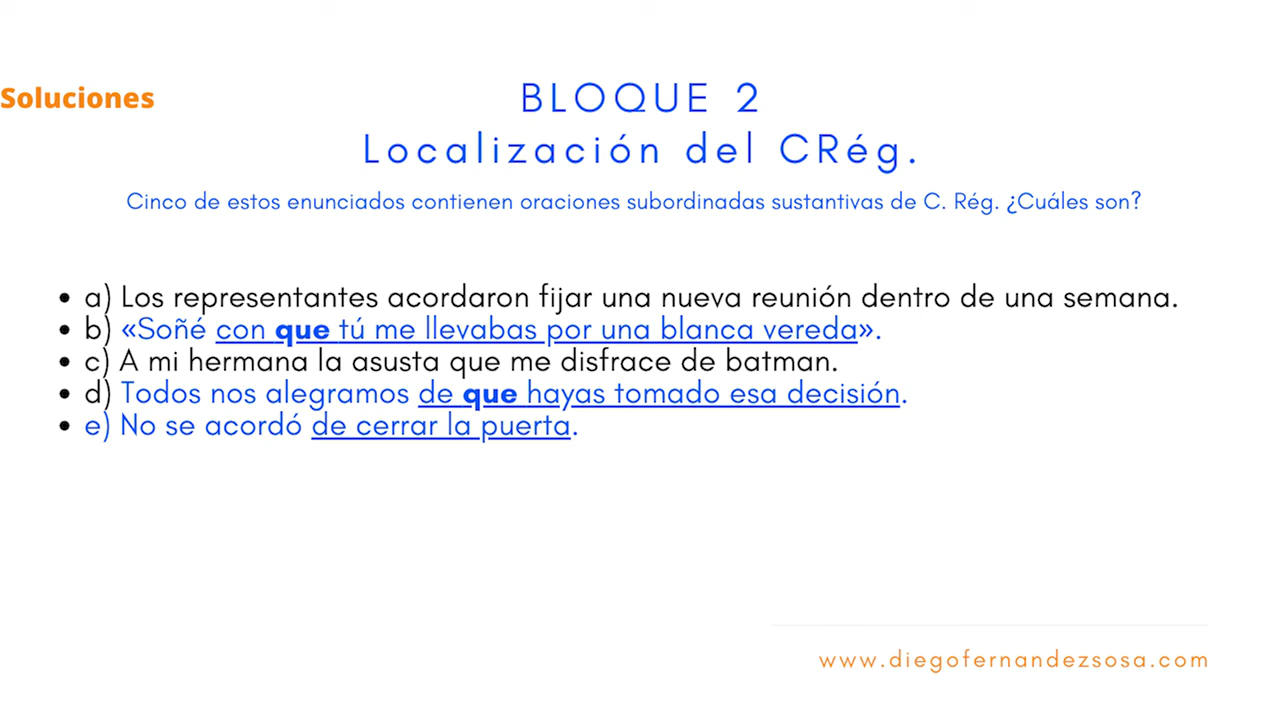 Soluciones
BLOQUE 2
Localización del CRég.
Cinco de estos enunciados contienen oraciones subordinadas sustantivas de C. Rég. ¿Cuáles son?
• a) Los representantes acordaron fijar una nueva reunión dentro de una semana.
• b) «Soñé con que tú me llevabas por una blanca vereda».
• c) A mi hermana la asusta que me disfrace de batman.
• d) Todos nos alegramos de que hayas tomado esa decisión.
• e) No se acordó de cerrar la puerta.
www.diegofernandezsosa.com